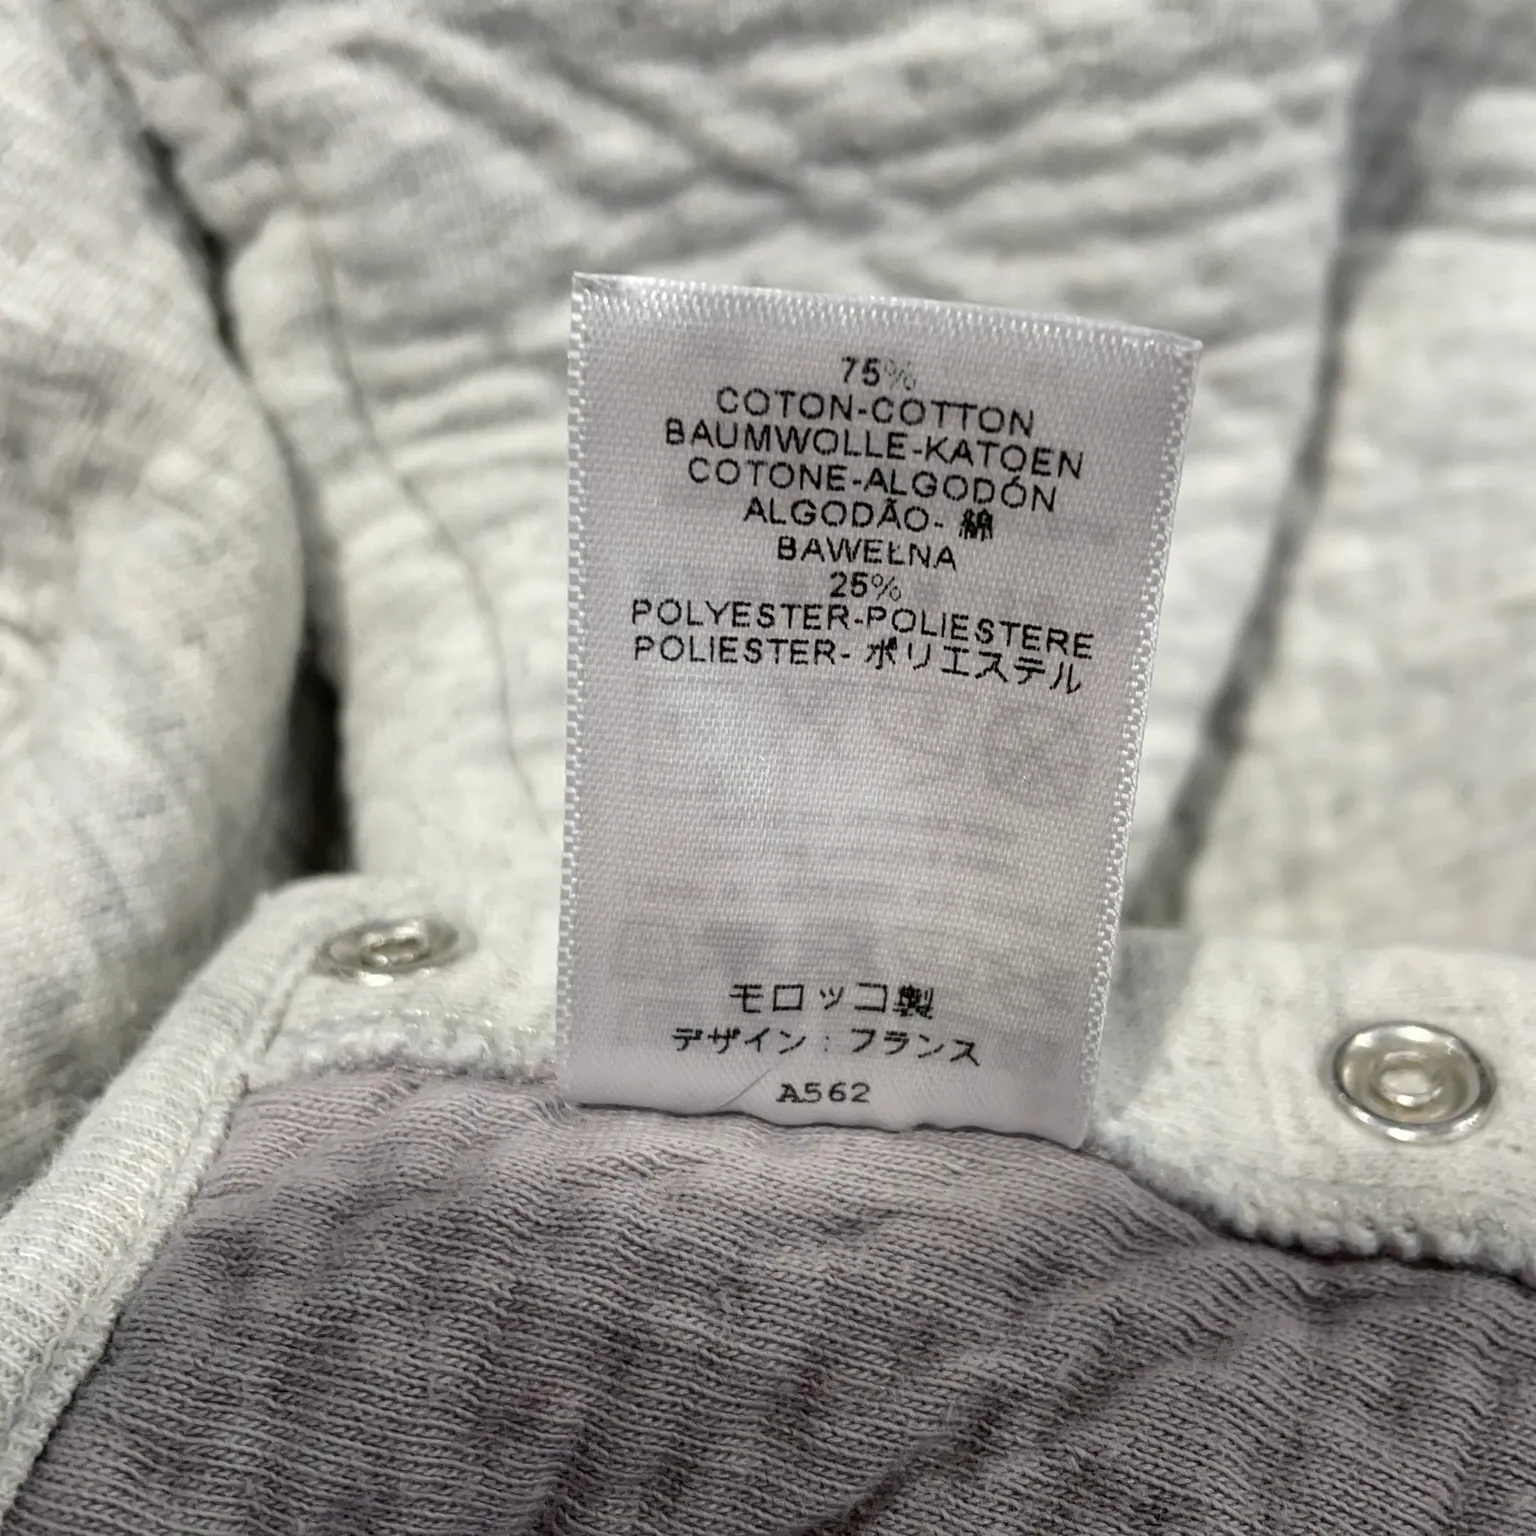 75%
COTON-COTTON
BAUMWOLLE-KATOEN
COTONE-ALGODÓN
ALGODÃO- 綿
BAWEŁNA
25%
POLYESTER-POLIESTERE
POLIESTER- ポリエステル
モロッコ製
デザイン : フランス
A562